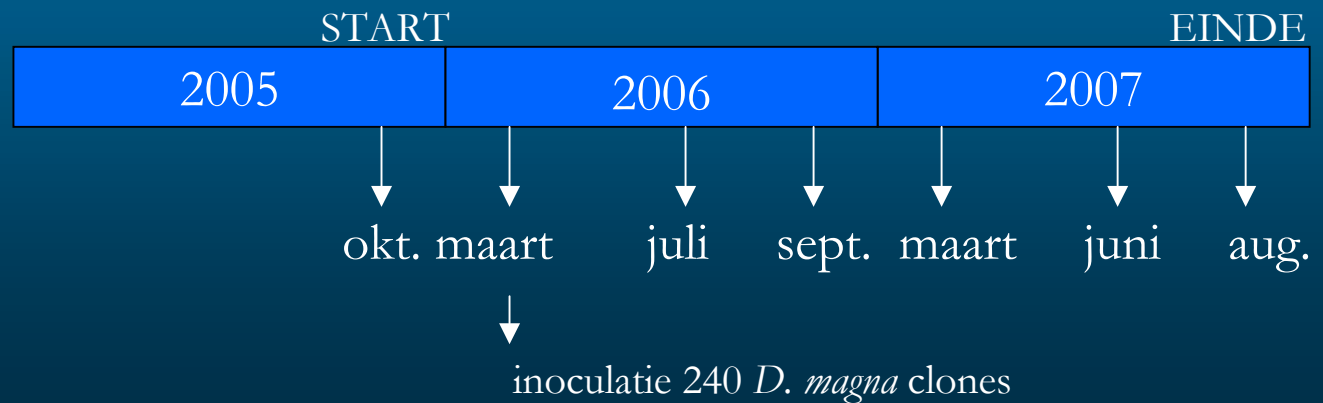 START EINDE
2005 2006 2007
okt. maart juli sept. maart juni aug.
inoculatie 240 D. magna clones